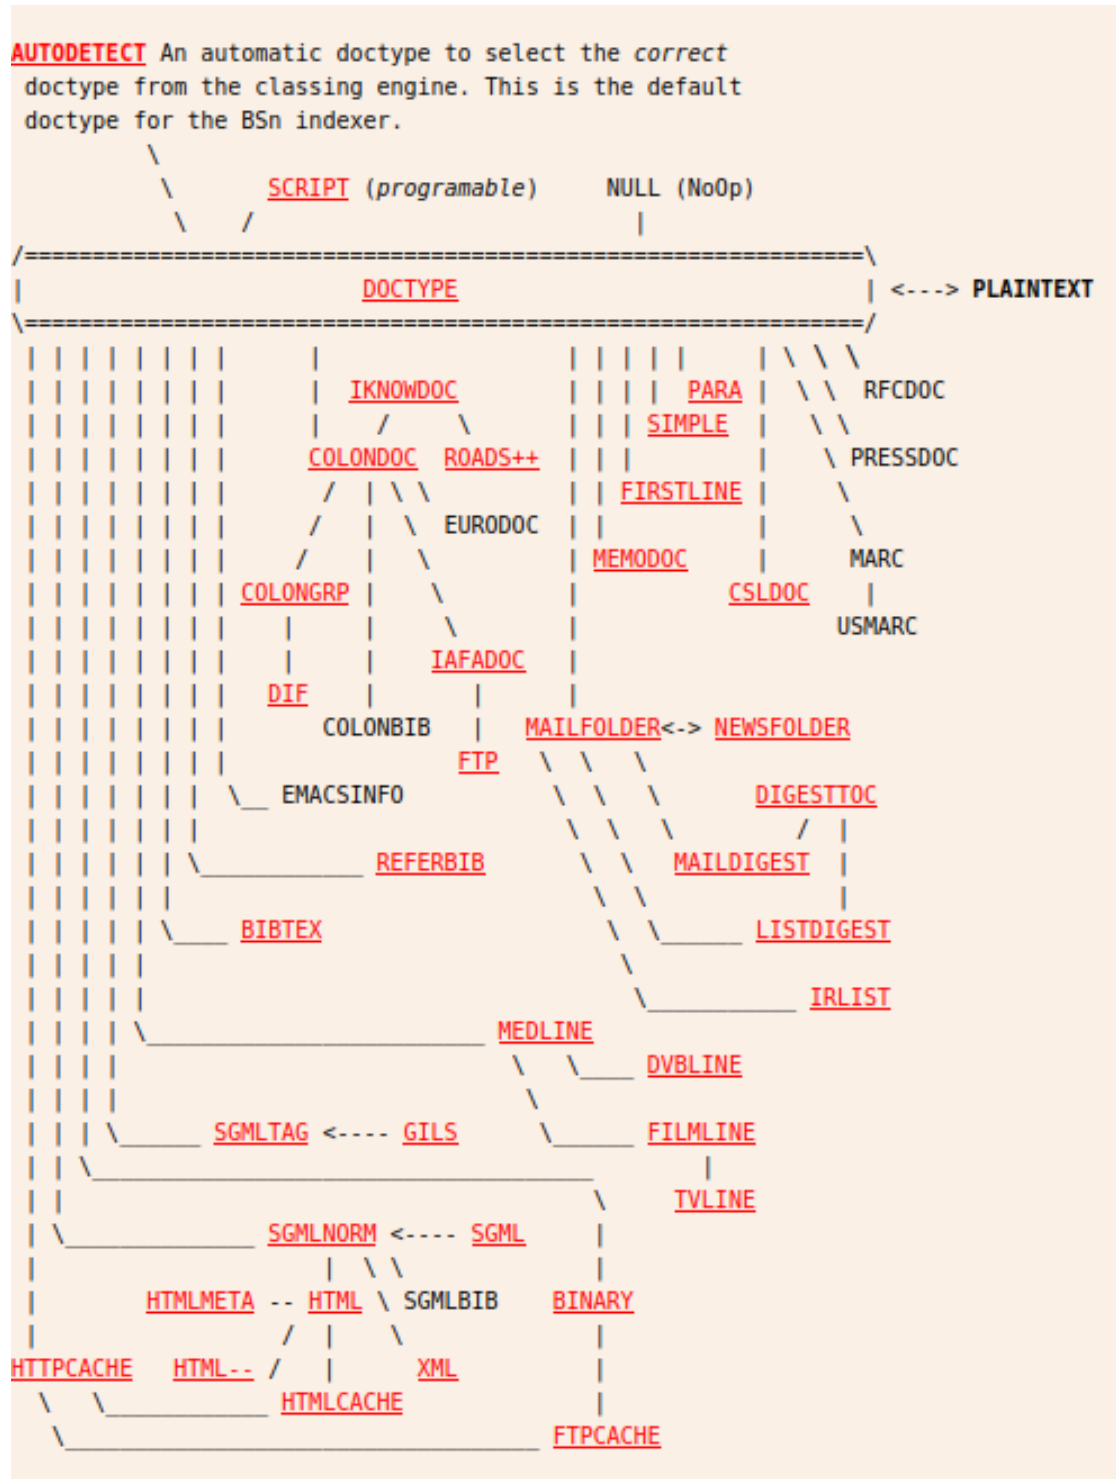 AUTODETECT An automatic doctype to select the correct
doctype from the classing engine. This is the default
doctype for the BSn indexer.
SCRIPT (programable) NULL (NoOp)
DOCTYPE <---> PLAINTEXT
IKNOWDOC PARA RFCDOC
SIMPLE
COLONDOC ROADS++ PRESSDOC
FIRSTLINE
EURODOC
MEMODOC MARC
COLONGRP CSLDOC
USMARC
IAFADOC
DIF
COLONBIB MAILFOLDER<-> NEWSFOLDER
FTP
EMACSINFO DIGESTTOC
REFERBIB MAILDIGEST
BIBTEX LISTDIGEST
IRLIST
MEDLINE
DVBLINE
SGMLTAG <---- GILS FILMLINE
TVLINE
SGMLNORM <---- SGML
HTMLMETA -- HTML SGMLBIB BINARY
HTTPCACHE HTML-- XML
HTMLCACHE
FTPCACHE